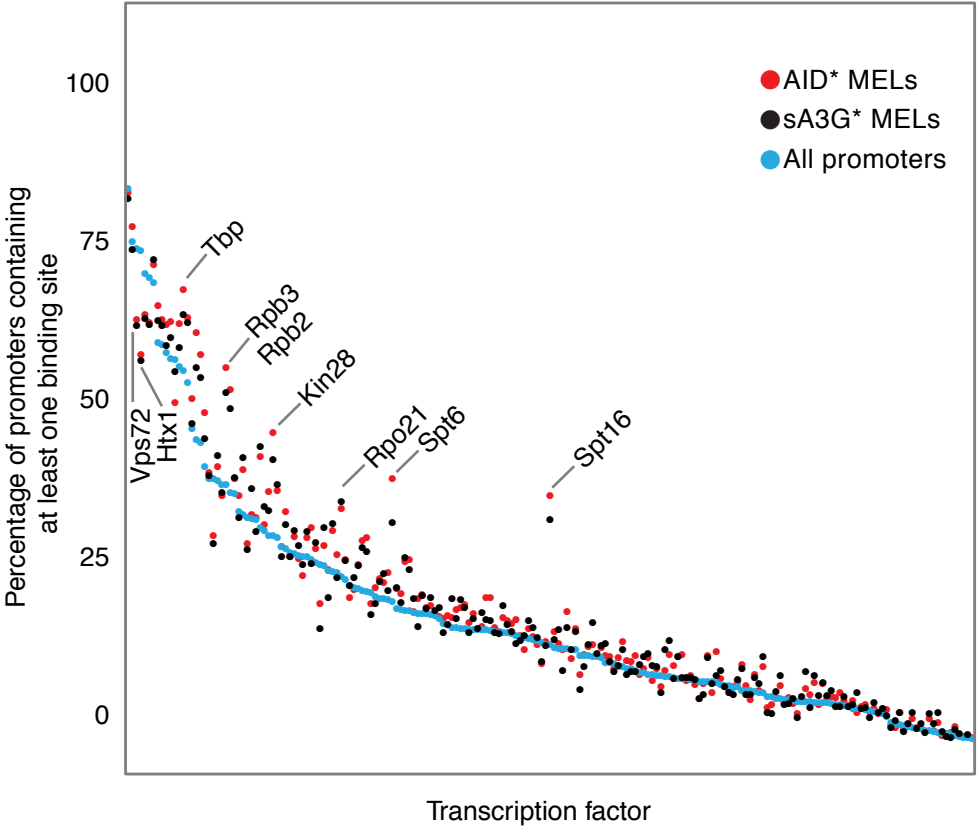 100
75
50
25
0
Percentage of promoters containing
at least one binding site
Transcription factor
AID* MELs
sA3G* MELs
All promoters
Tbp
Rpb3
Rpb2
Kin28
Rpo21
Spt6
Spt16
Vps72
Htx1